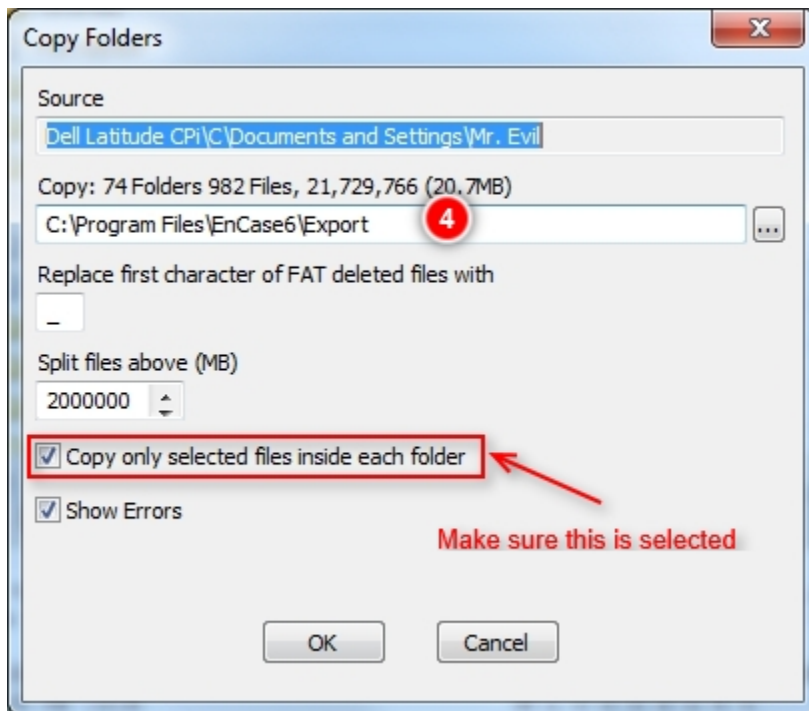 Copy Folders
Source
Dell Latitude CPi\C\Documents and Settings\Mr. Evil
Copy: 74 Folders 982 Files, 21,729,766 (20.7MB)
C:\Program Files\EnCase6\Export
4
...
Replace first character of FAT deleted files with
_
Split files above (MB)
2000000
Copy only selected files inside each folder
Show Errors
Make sure this is selected
OK
Cancel